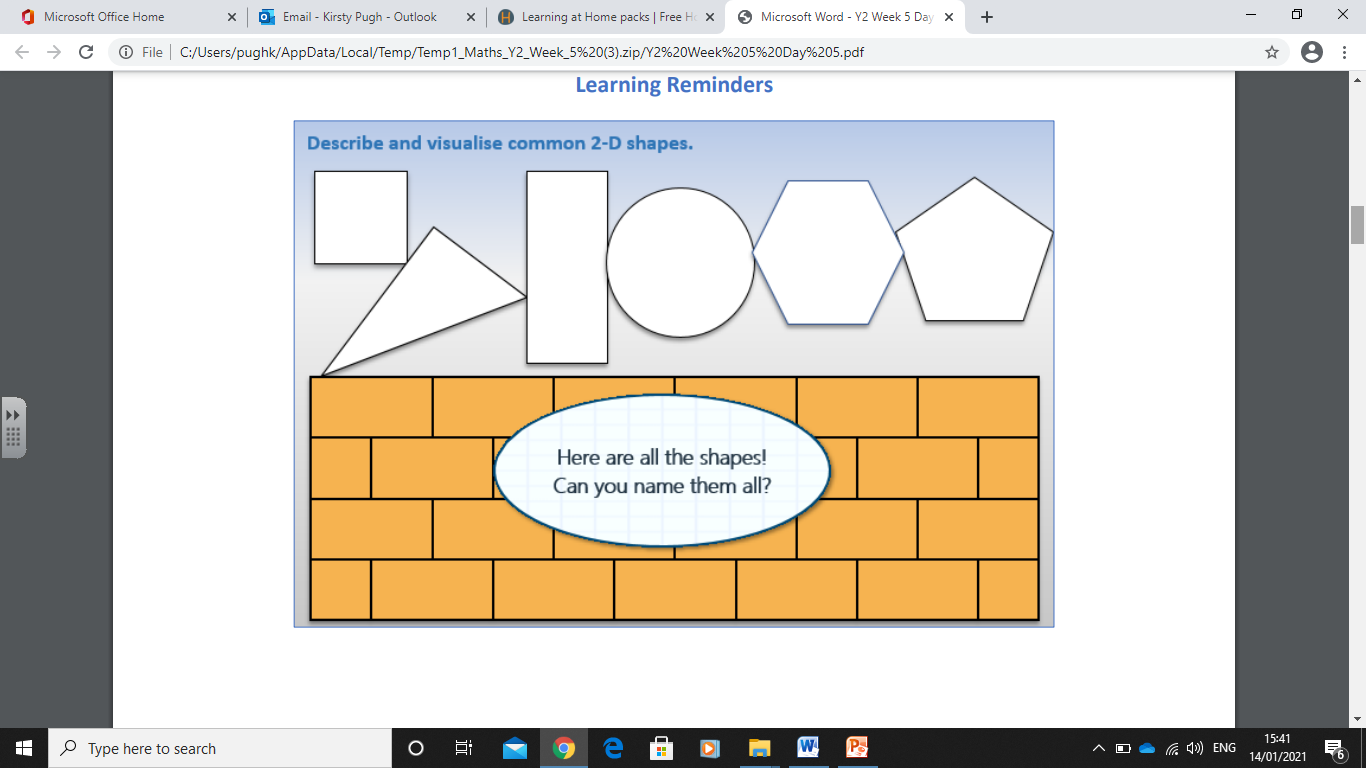 Microsoft Office Home
Email - Kirsty Pugh - Outlook
Learning at Home packs | Free H
Microsoft Word - Y2 Week 5 Day
File
C:/Users/pughk/AppData/Local/Temp/Temp1_Maths_Y2_Week_5%20(3).zip/Y2%20Week%205%20Day%205.pdf
Learning Reminders
Describe and visualise common 2-D shapes.
Here are all the shapes!
Can you name them all?
Type here to search
ENG
15:41
14/01/2021
6